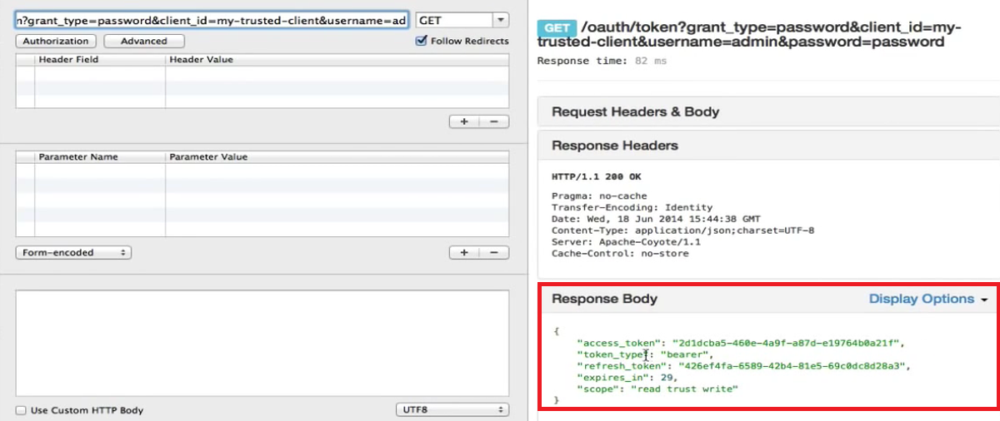 n?grant_type=password&client_id=my-trusted-client&username=ad
GET
Authorization
Advanced
Follow Redirects
Header Field
Header Value
+
−
Parameter Name
Parameter Value
Form-encoded
+
−
Use Custom HTTP Body
UTF8
GET /oauth/token?grant_type=password&client_id=my-
trusted-client&username=admin&password=password
Response time: 82 ms
Request Headers & Body
Response Headers
HTTP/1.1 200 OK
Pragma: no-cache
Transfer-Encoding: Identity
Date: Wed, 18 Jun 2014 15:44:38 GMT
Content-Type: application/json;charset=UTF-8
Server: Apache-Coyote/1.1
Cache-Control: no-store
Response Body
Display Options
{
"access_token": "2d1dcba5-460e-4a9f-a87d-e19764b0a21f",
"token_type": "bearer",
"refresh_token": "426ef4fa-6589-42b4-81e5-69c0dc8d28a3",
"expires_in": 29,
"scope": "read trust write"
}